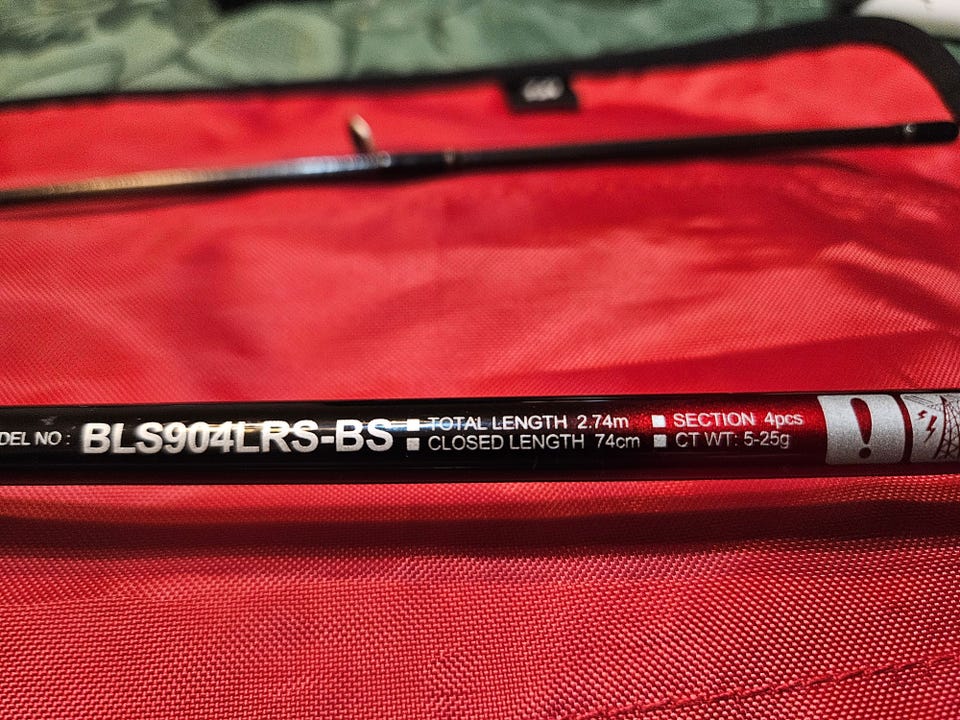 DEL NO : BLS904LRS-BS
TOTAL LENGTH 2.74m
CLOSED LENGTH 74cm
SECTION 4pcs
CT WT: 5-25g